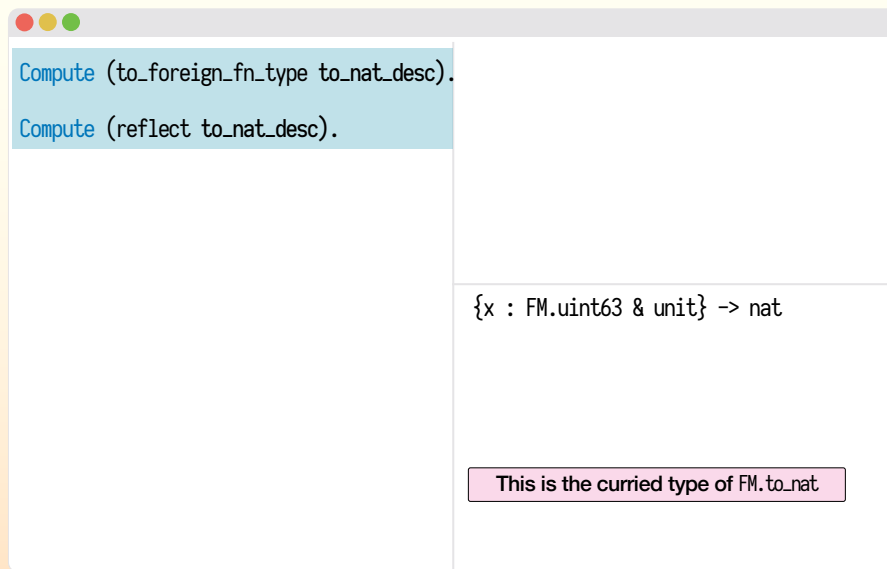 Compute (to_foreign_fn_type to_nat_desc).
Compute (reflect to_nat_desc).
{x : FM.uint63 & unit} -> nat
This is the curried type of FM.to_nat